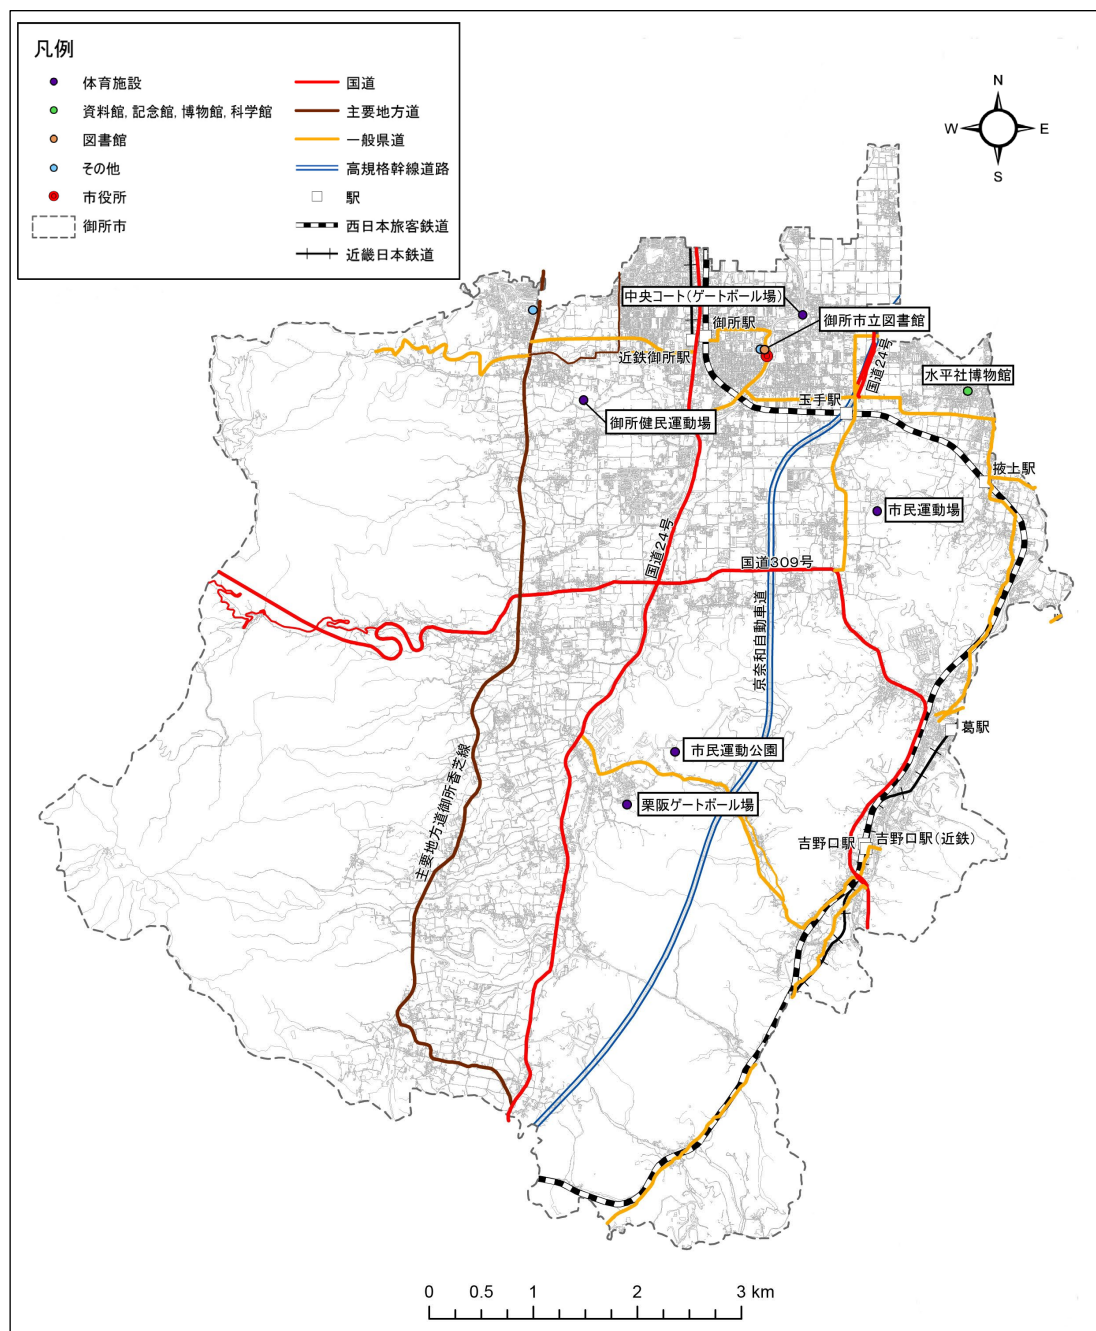 凡例
体育施設
資料館, 記念館, 博物館, 科学館
図書館
その他
市役所
御所市
国道
主要地方道
一般県道
高規格幹線道路
駅
西日本旅客鉄道
近畿日本鉄道
N
W
E
S
中央コート(ゲートボール場)
御所駅
御所市立図書館
近鉄御所駅
国道24号
水平社博物館
玉手駅
御所健民運動場
掖上駅
市民運動場
国道24号
国道309号
京奈和自動車道
葛駅
市民運動公園
主要地方道御所香芝線
栗阪ゲートボール場
吉野口駅
吉野口駅(近鉄)
0 0.5 1 2 3 km